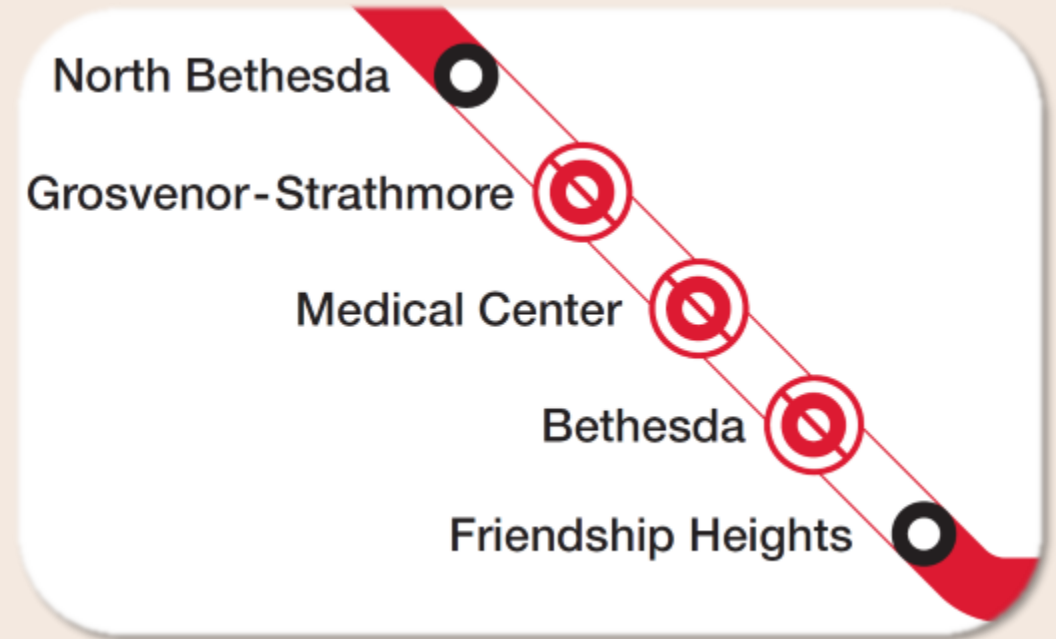 North Bethesda
Grosvenor-Strathmore
Medical Center
Bethesda
Friendship Heights